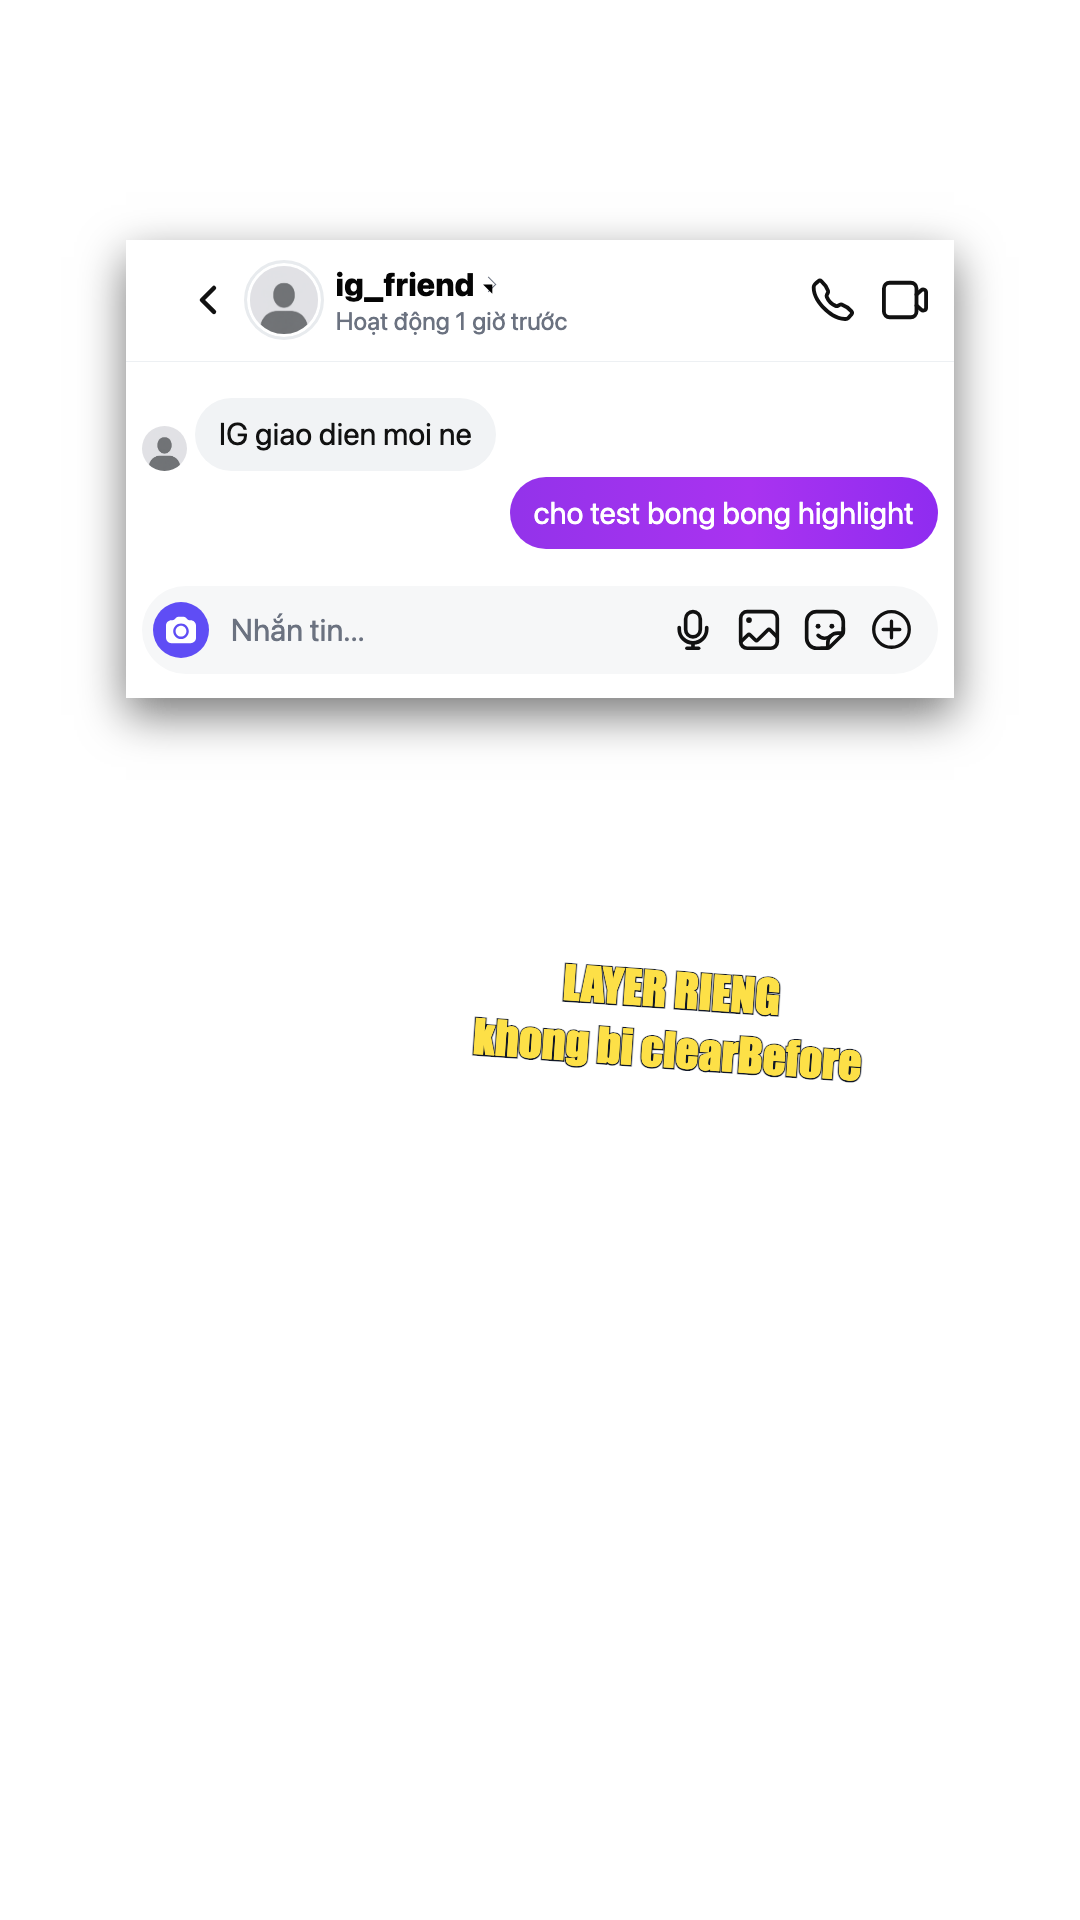 ig_friend
Hoạt động 1 giờ trước
IG giao dien moi ne
cho test bong bong highlight
Nhắn tin...
LAYER RIENG
khong bi clearBefore